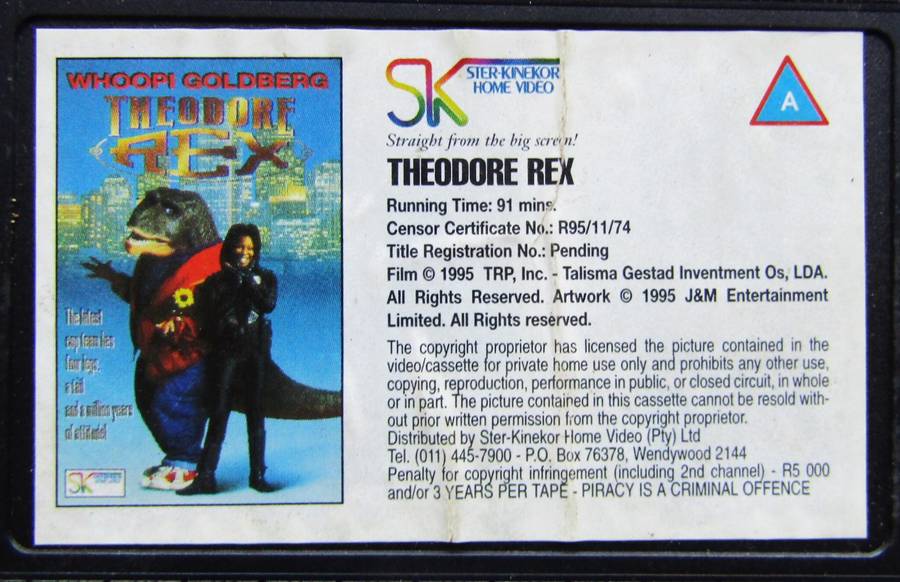 WHOOPI GOLDBERG
THEODORE
REX
The latest
cop team has
four legs,
a tail
and a million years
of attitude!
SK
SK STER-KINEKOR
HOME VIDEO
Straight from the big screen!
A
THEODORE REX
Running Time: 91 mins.
Censor Certificate No.: R95/11/74
Title Registration No.: Pending
Film © 1995 TRP, Inc. - Talisma Gestad Inventment Os, LDA.
All Rights Reserved. Artwork © 1995 J&M Entertainment
Limited. All Rights reserved.
The copyright proprietor has licensed the picture contained in the
video/cassette for private home use only and prohibits any other use,
copying, reproduction, performance in public, or closed circuit, in whole
or in part. The picture contained in this cassette cannot be resold with-
out prior written permission from the copyright proprietor.
Distributed by Ster-Kinekor Home Video (Pty) Ltd
Tel. (011) 445-7900 - P.O. Box 76378, Wendywood 2144
Penalty for copyright infringement (including 2nd channel) - R5 000
and/or 3 YEARS PER TAPE - PIRACY IS A CRIMINAL OFFENCE